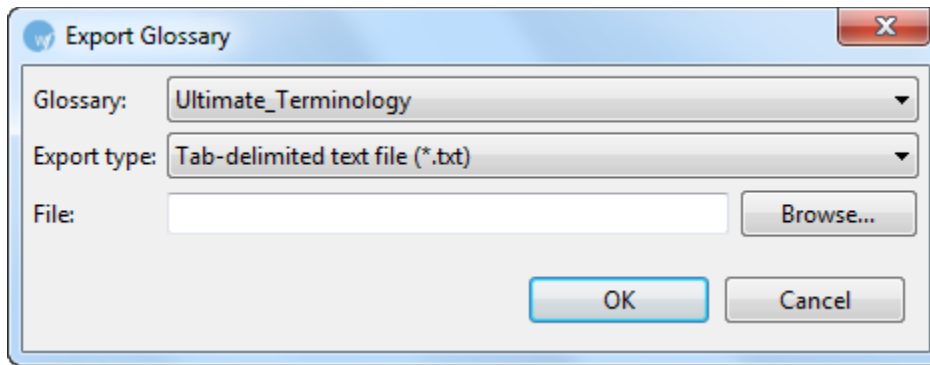 Export Glossary
Glossary: Ultimate_Terminology
Export type: Tab-delimited text file (*.txt)
File: Browse...
OK Cancel